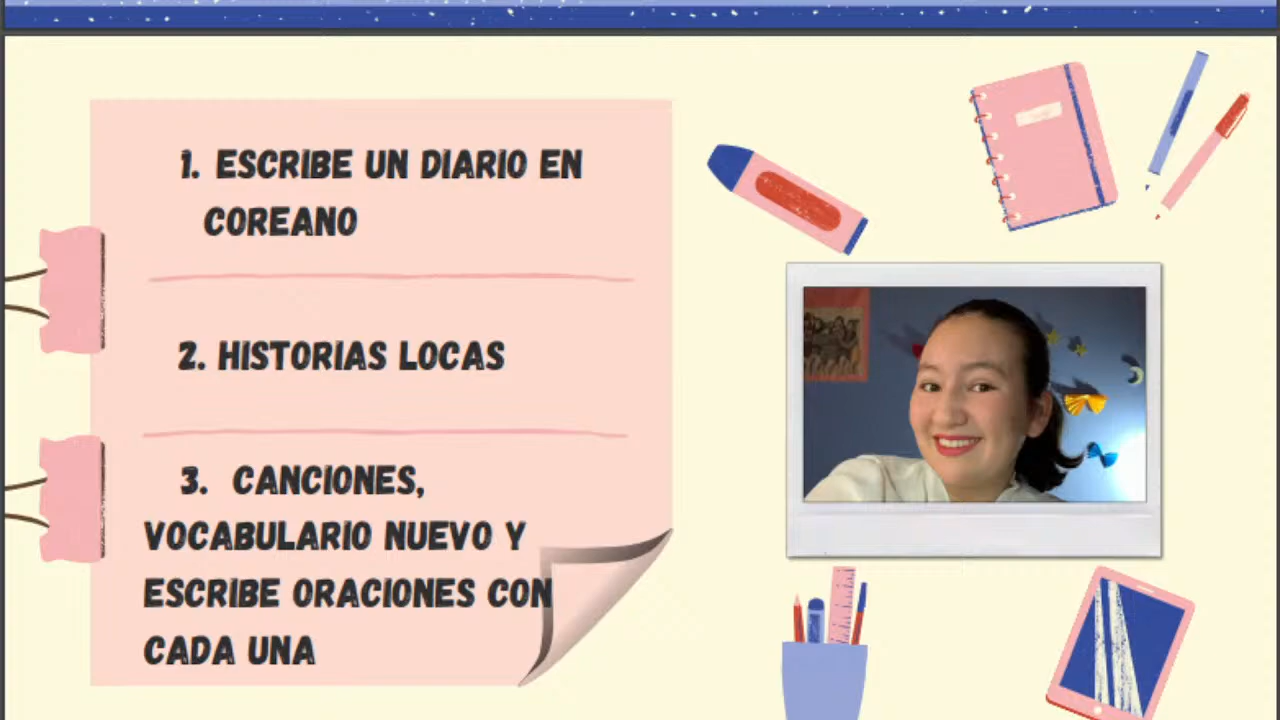 1. ESCRIBE UN DIARIO EN
COREANO
2. HISTORIAS LOCAS
3. CANCIONES,
VOCABULARIO NUEVO Y
ESCRIBE ORACIONES CON
CADA UNA